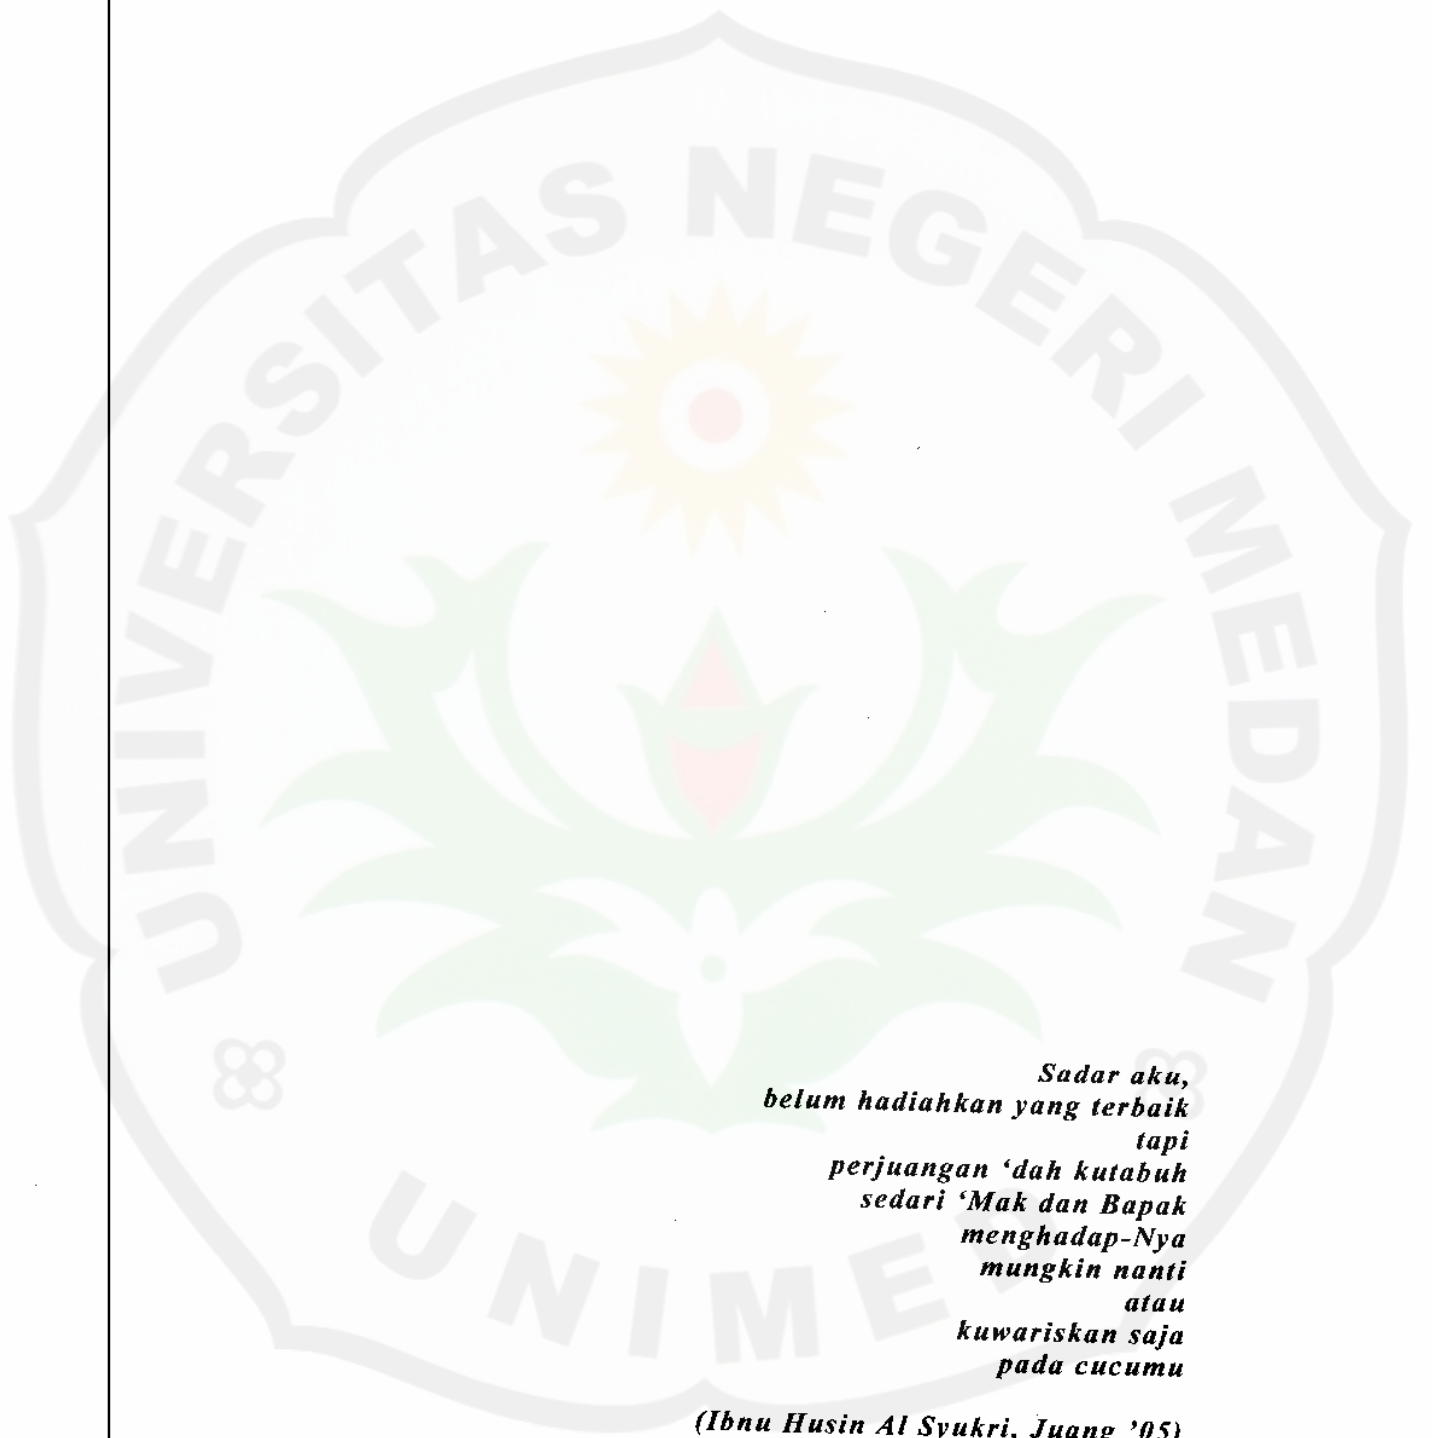 UNIVERSITAS NEGERI MEDAN
Sadar aku,
belum hadiahkan yang terbaik
tapi
perjuangan ‘dah kutabuh
sedari ‘Mak dan Bapak
menghadap-Nya
mungkin nanti
atau
kuwariskan saja
pada cucumu
UNIMED
(Ibnu Husin Al Syukri, Juang ’05)